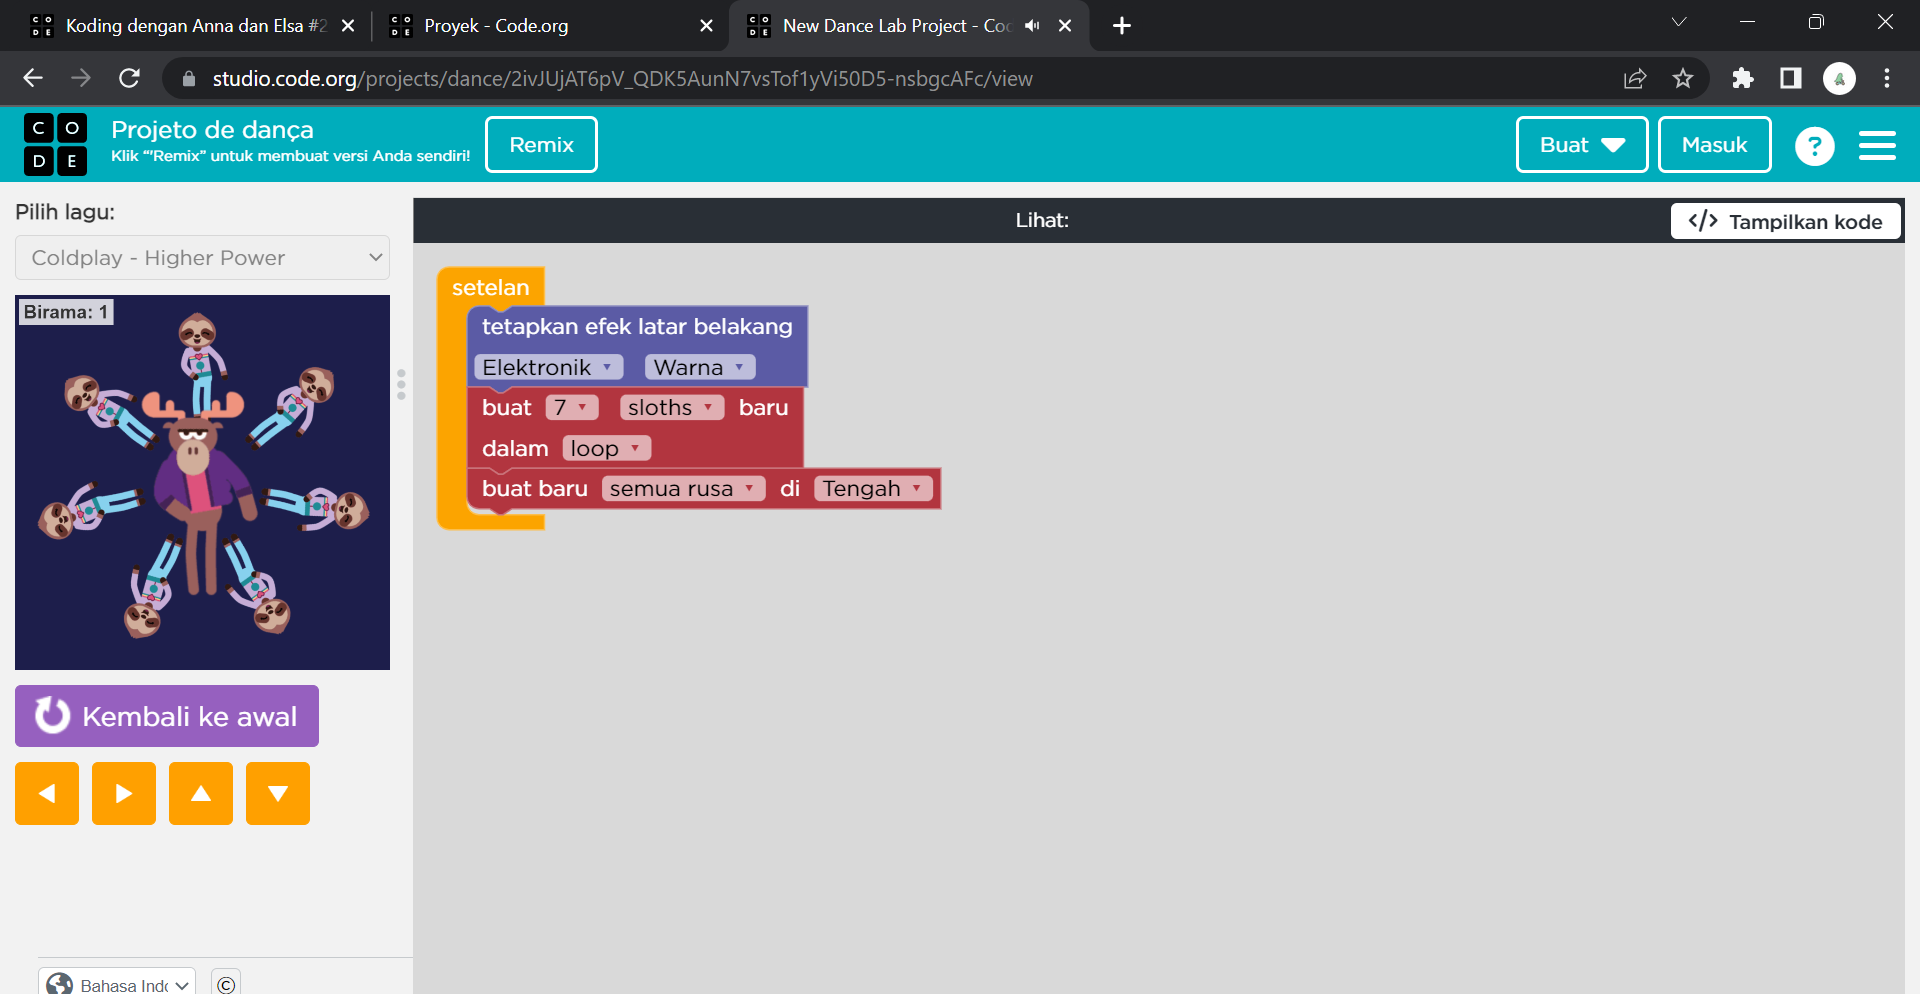 Koding dengan Anna dan Elsa #2
Proyek - Code.org
New Dance Lab Project - Co
studio.code.org/projects/dance/2ivJUjAT6pV_QDK5AunN7vsTof1yVi50D5-nsbgcAFc/view
C O D E
Projeto de dança
Klik “'Remix” untuk membuat versi Anda sendiri!
Remix
Buat
Masuk
?
Pilih lagu:
Lihat:
</> Tampilkan kode
Coldplay - Higher Power
Birama: 1
setelan
tetapkan efek latar belakang
Elektronik Warna
buat 7 sloths baru
dalam loop
buat baru semua rusa di Tengah
Kembali ke awal
Bahasa Indo
©